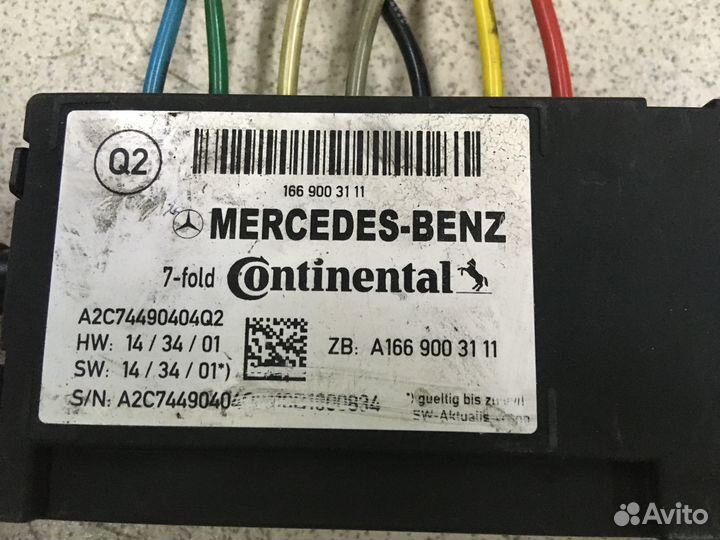 Q2
166 900 31 11
MERCEDES-BENZ
7-fold Continental
A2C74490404Q2
HW: 14 / 34 / 01
SW: 14 / 34 / 01*)
ZB: A166 900 31 11
S/N:
*) gueltig bis
SW-Aktualis
Avito